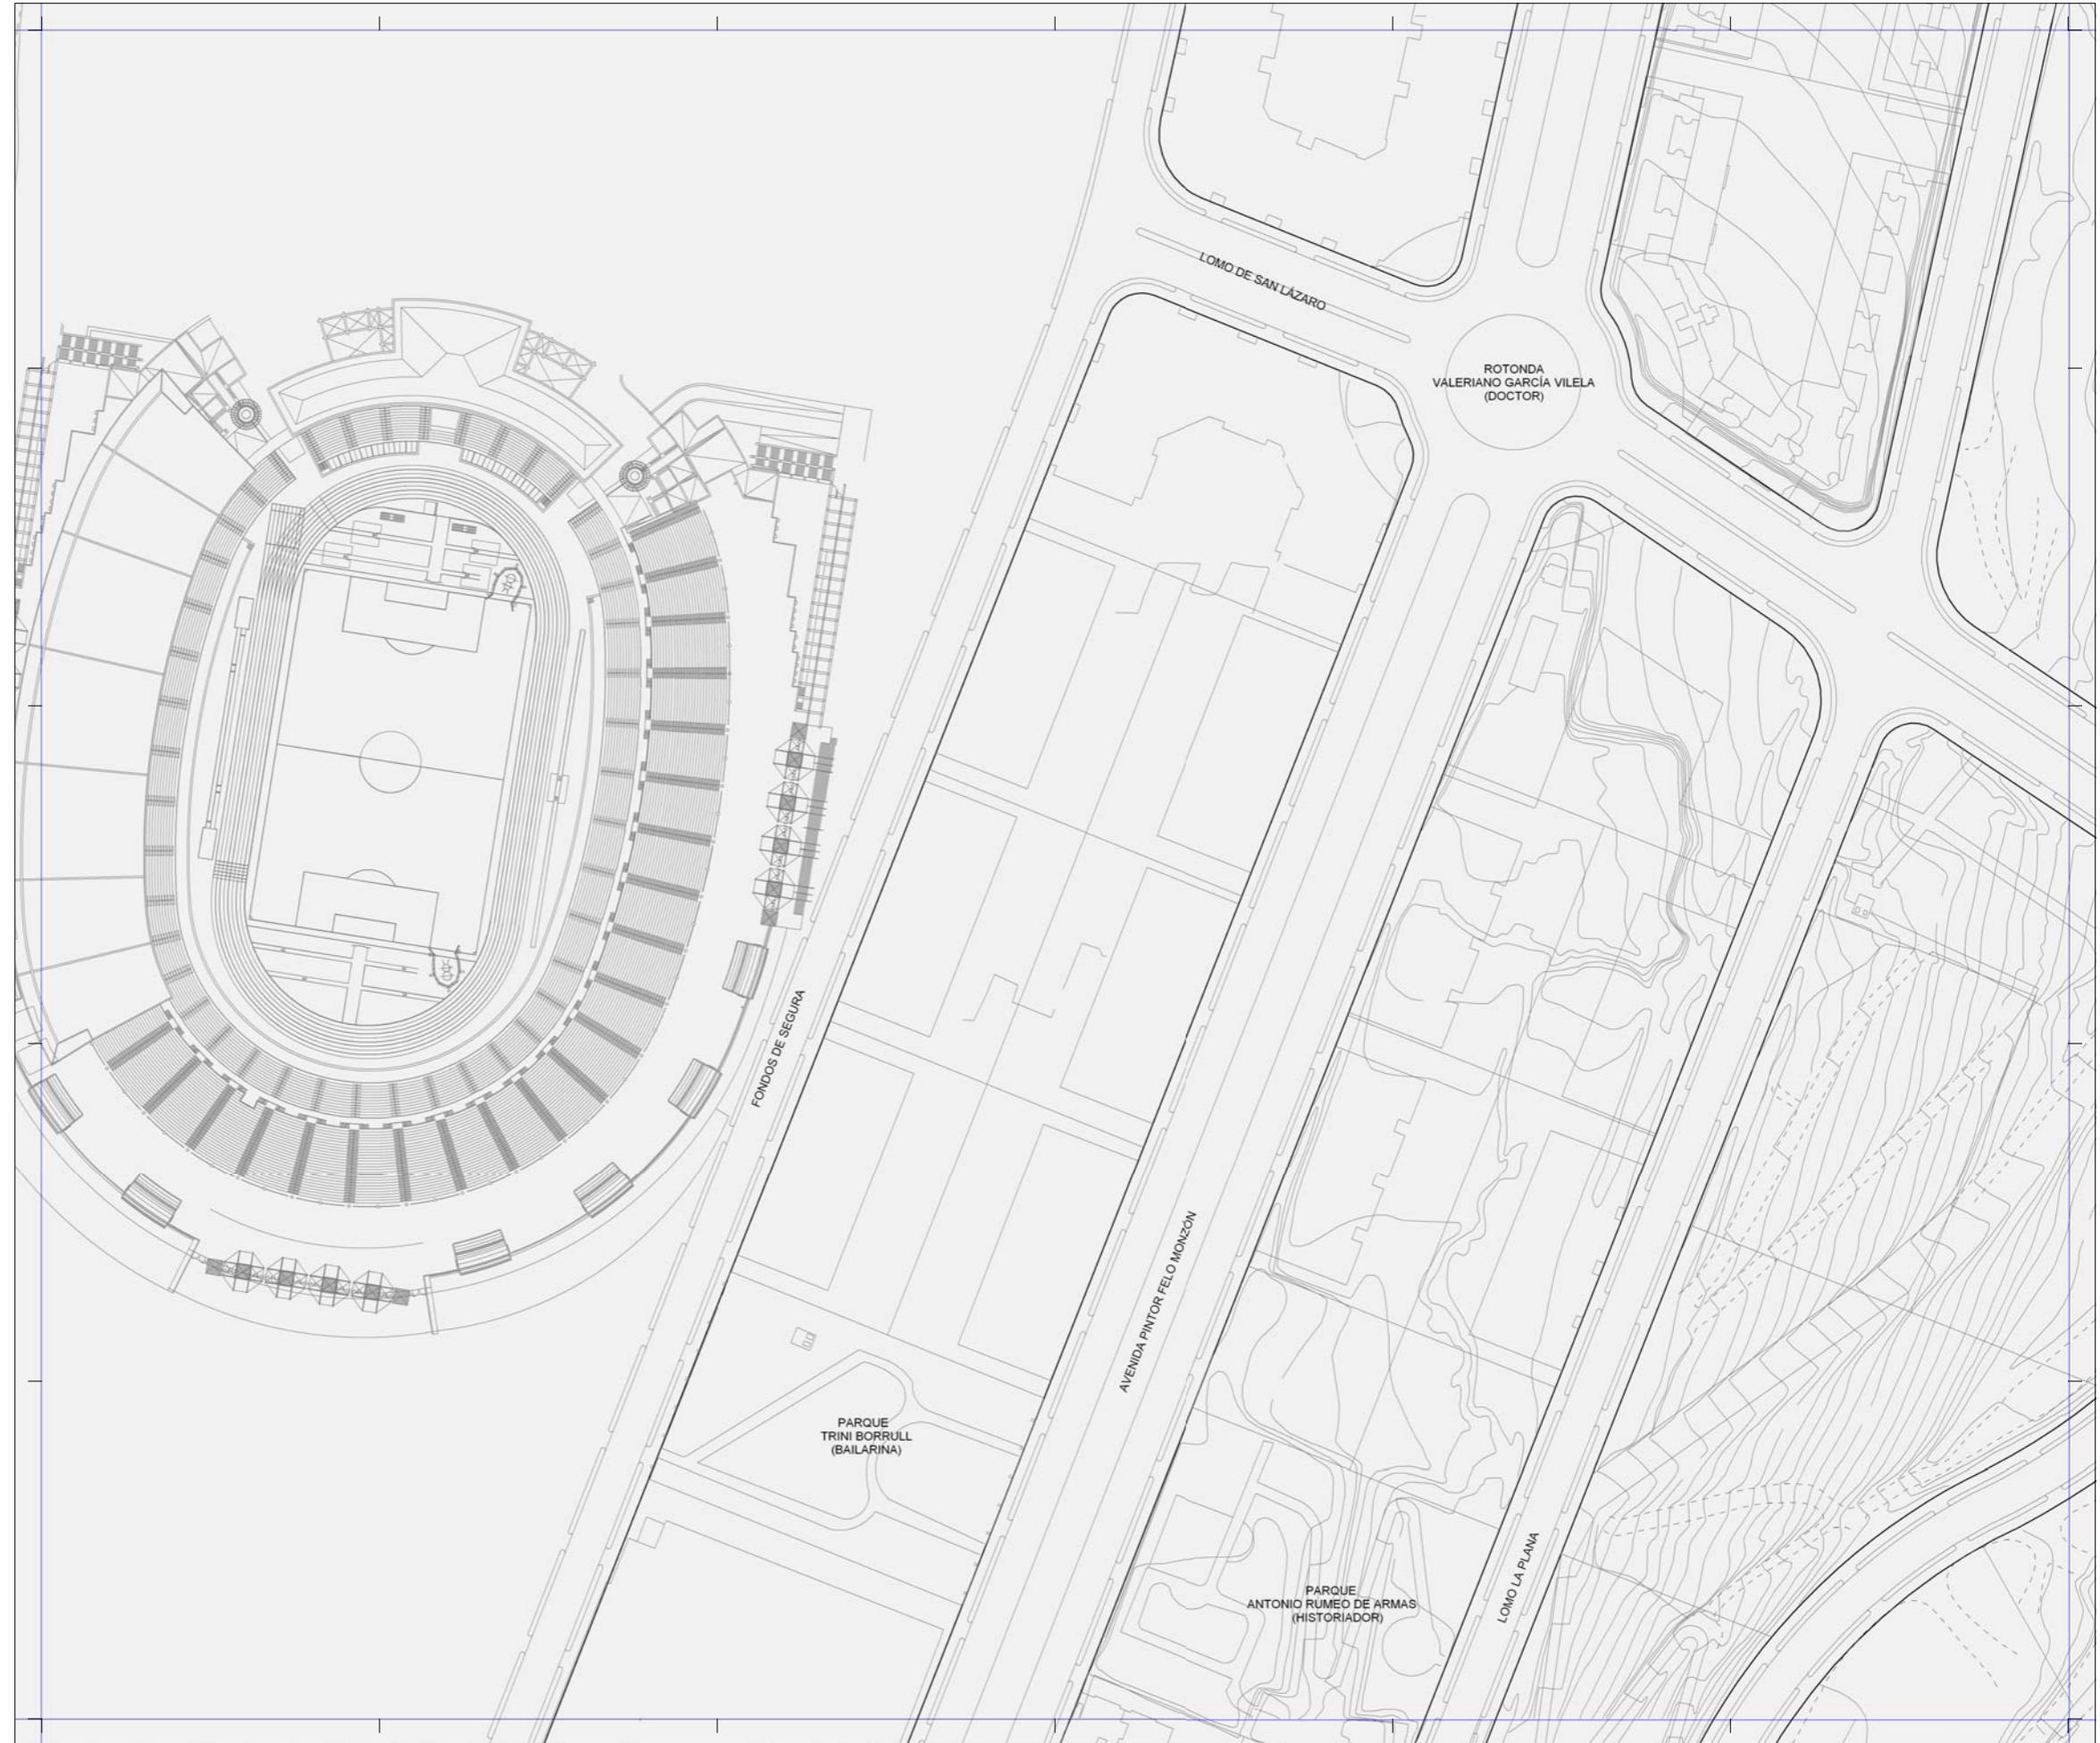 LOMO DE SAN LÁZARO
ROTONDA
VALERIANO GARCÍA VILELA
(DOCTOR)
FONDOS DE SEGURA
AVENIDA PINTOR FELO MONZÓN
PARQUE
TRINI BORRULL
(BAILARINA)
LOMO LA PLANA
PARQUE
ANTONIO RUMEO DE ARMAS
(HISTORIADOR)